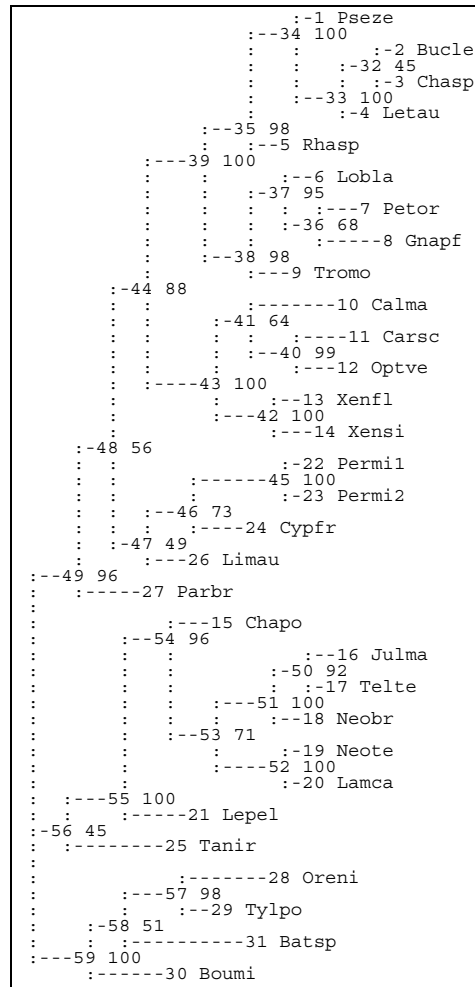 :-1 Pseze
:--34 100
: : :-2 Bucle
: : :-32 45
: : : :-3 Chasp
: :--33 100
: :-4 Letau
:--35 98
: :--5 Rhasp
:---39 100
: : :--6 Lobla
: : :-37 95
: : : : :---7 Petor
: : : :-36 68
: : : :-----8 Gnapf
: :--38 98
: :---9 Tromo
:-44 88
: : :-------10 Calma
: : :-41 64
: : : : :----11 Carsc
: : : :--40 99
: : : :---12 Optve
: :----43 100
: : :--13 Xenfl
: :---42 100
: :---14 Xensi
:-48 56
: : :-22 Permi1
: : :------45 100
: : : :-23 Permi2
: : :--46 73
: : : :----24 Cypfr
: :--47 49
: :---26 Limau
:--49 96
: :-----27 Parbr
:
: :---15 Chapo
: :--54 96
: : : :--16 Julma
: : : :-50 92
: : : : :-17 Telte
: : : :---51 100
: : : : :--18 Neobr
: : :--53 71
: : : :-19 Neote
: : :----52 100
: : :-20 Lamca
: :---55 100
: : :-----21 Lepel
:-56 45
: :--------25 Tanir
:
: :-------28 Oreni
: :---57 98
: : :--29 Tylpo
: :-58 51
: : :----------31 Batsp
:---59 100
:------30 Boumi